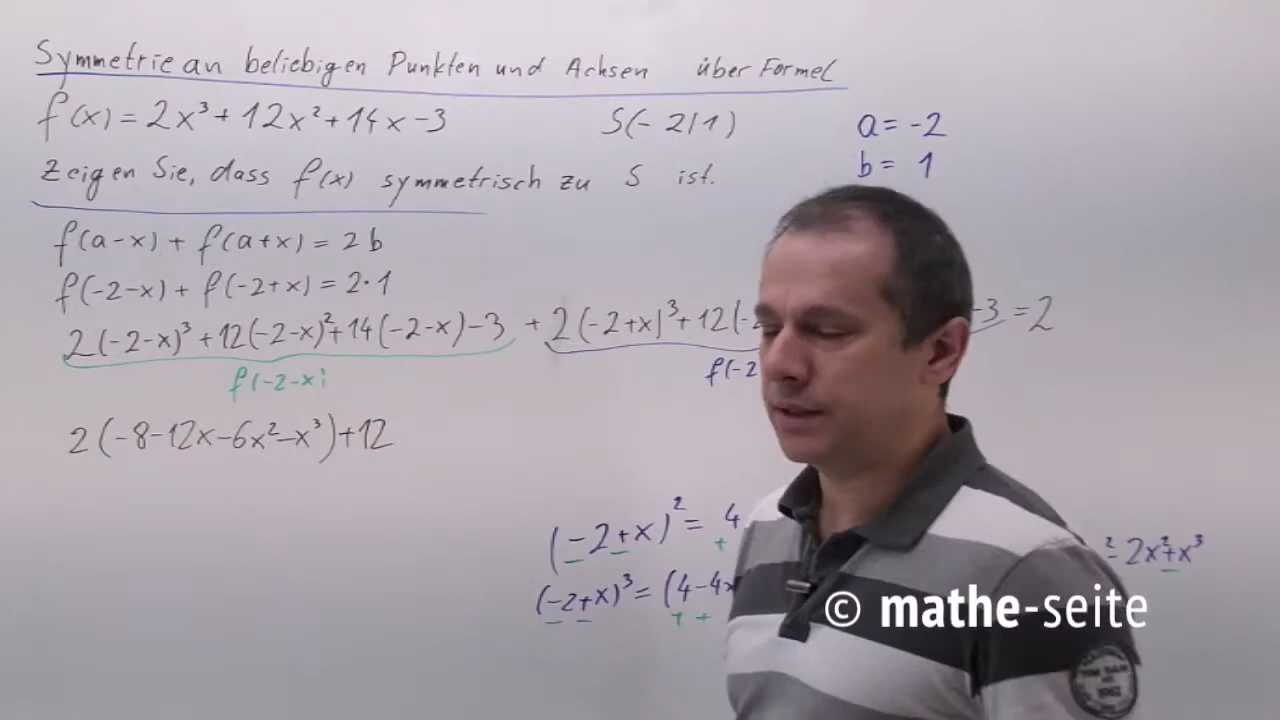 Symmetrie an beliebigen Punkten und Achsen über Formel
f(x) = 2x³ + 12x² + 14x - 3 S(-2/1) a = -2
b = 1
Zeigen Sie, dass f(x) symmetrisch zu S ist.
f(a-x) + f(a+x) = 2b
f(-2-x) + f(-2+x) = 2·1
2(-2-x)³ + 12(-2-x)² + 14(-2-x) - 3 + 2(-2+x)³ + 12(-2 -3 = 2
f(-2-x) f(-2
2(-8-12x-6x²-x³) + 12
(-2+x)² = 4
+
² - 2x² + x³
(-2+x)³ = (4-4x
+ +
© mathe-seite